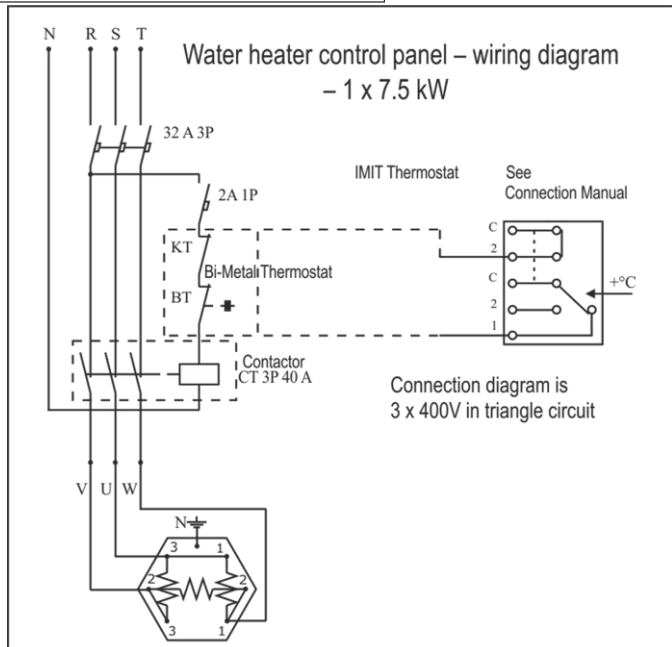 N R S T
Water heater control panel – wiring diagram
– 1 x 7.5 kW
32 A 3P
IMIT Thermostat
See
Connection Manual
2A 1P
C
2
C
2
1
+°C
KT
Bi-Metal Thermostat
BT
Contactor
CT 3P 40 A
Connection diagram is
3 x 400V in triangle circuit
V U W
N
3 1
2 2
3 1